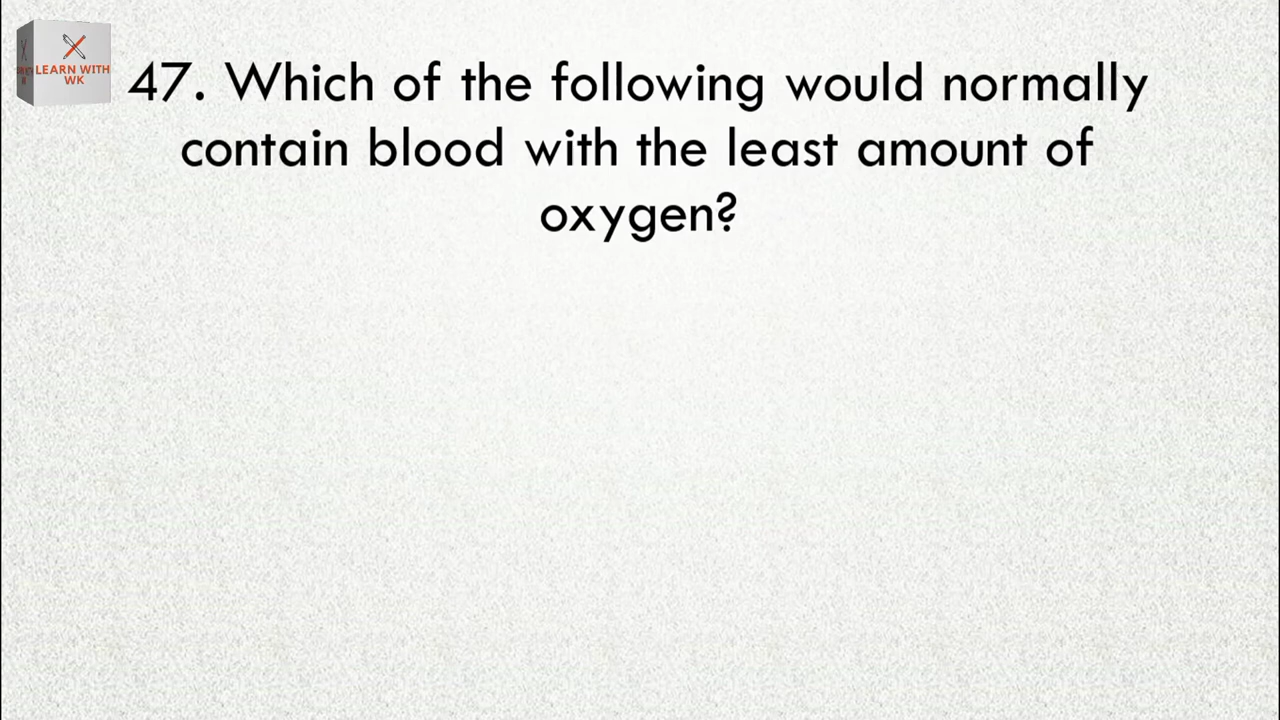 LEARN WITH
WK
47. Which of the following would normally
contain blood with the least amount of
oxygen?